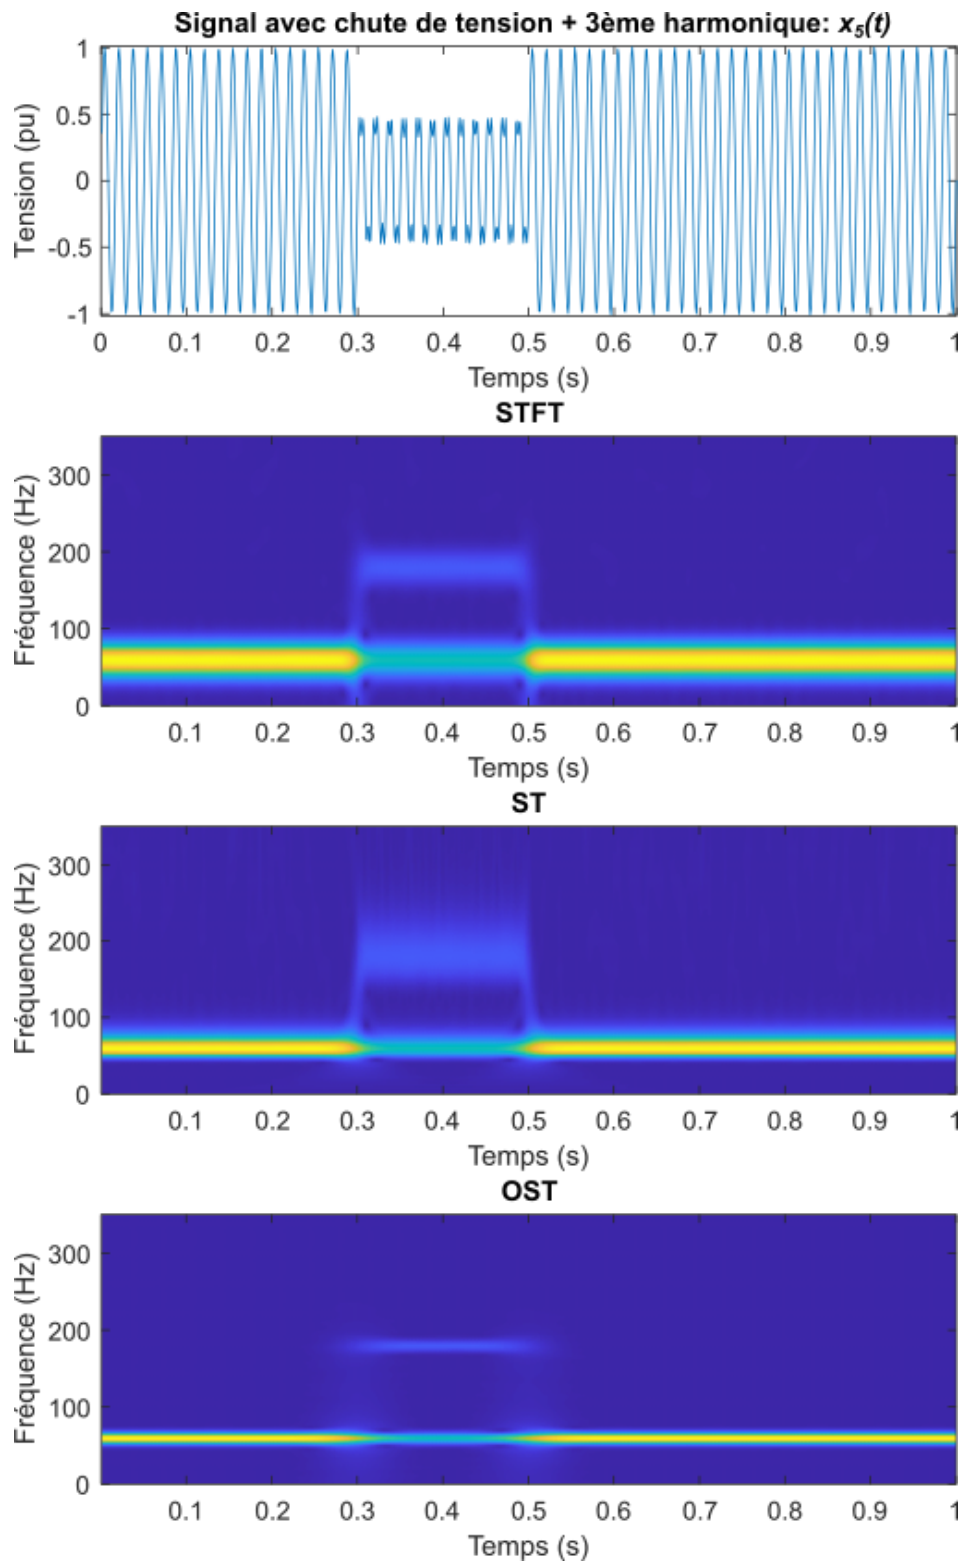 Signal avec chute de tension + 3ème harmonique: x₅(t)
Tension (pu)
1
0.5
0
-0.5
-1
0 0.1 0.2 0.3 0.4 0.5 0.6 0.7 0.8 0.9 1
Temps (s)
STFT
Fréquence (Hz)
300
200
100
0
0.1 0.2 0.3 0.4 0.5 0.6 0.7 0.8 0.9 1
Temps (s)
ST
Fréquence (Hz)
300
200
100
0
0.1 0.2 0.3 0.4 0.5 0.6 0.7 0.8 0.9 1
Temps (s)
OST
Fréquence (Hz)
300
200
100
0
0.1 0.2 0.3 0.4 0.5 0.6 0.7 0.8 0.9 1
Temps (s)